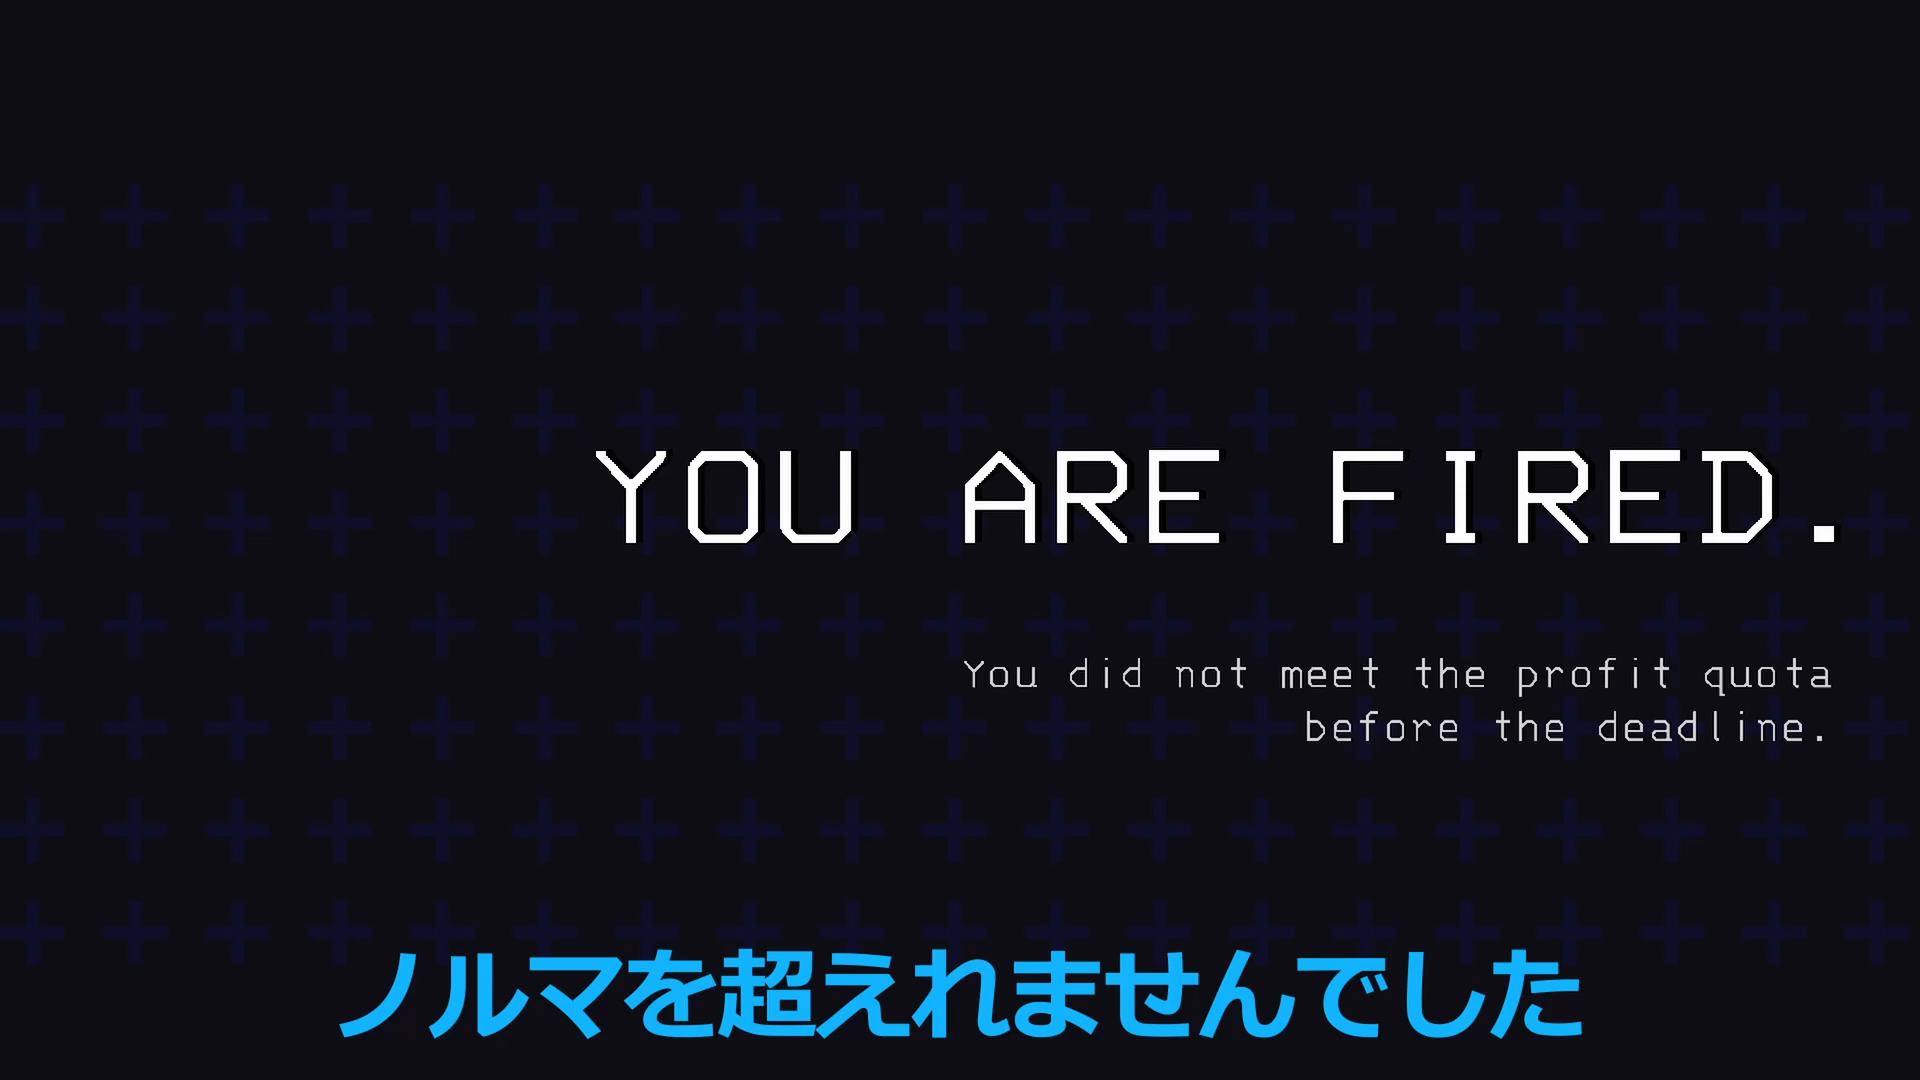 YOU ARE FIRED.
You did not meet the profit quota
before the deadline.
ノルマを超えれませんでした